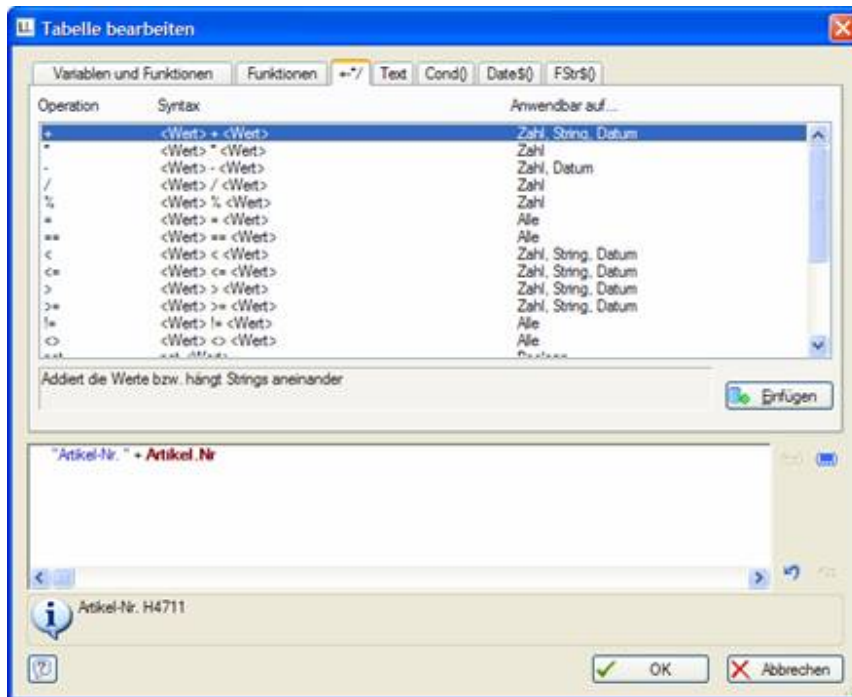 Tabelle bearbeiten
Variablen und Funktionen Funktionen +-*/ Text Cond() Date$() FStr$()
Operation Syntax Anwendbar auf...
+ <Wert> + <Wert> Zahl, String, Datum
* <Wert> * <Wert> Zahl
- <Wert> - <Wert> Zahl, Datum
/ <Wert> / <Wert> Zahl
% <Wert> % <Wert> Zahl
= <Wert> = <Wert> Alle
== <Wert> == <Wert> Alle
< <Wert> < <Wert> Zahl, String, Datum
<= <Wert> <= <Wert> Zahl, String, Datum
> <Wert> > <Wert> Zahl, String, Datum
>= <Wert> >= <Wert> Zahl, String, Datum
!= <Wert> != <Wert> Alle
<> <Wert> <> <Wert> Alle
Addiert die Werte bzw. hängt Strings aneinander
Einfügen
"Artikel-Nr. " + Artikel.Nr
Artikel-Nr. H4711
OK Abbrechen